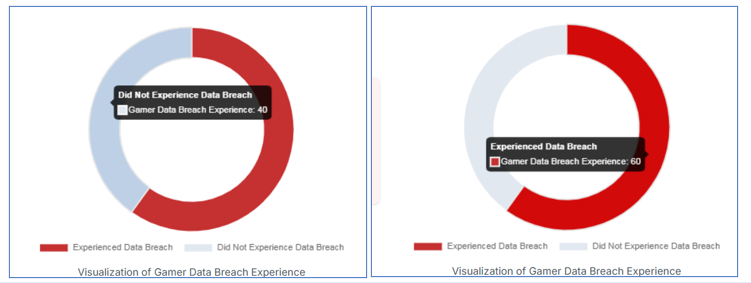 Did Not Experience Data Breach
Gamer Data Breach Experience: 40
Experienced Data Breach
Did Not Experience Data Breach
Visualization of Gamer Data Breach Experience
Experienced Data Breach
Gamer Data Breach Experience: 60
Experienced Data Breach
Did Not Experience Data Breach
Visualization of Gamer Data Breach Experience